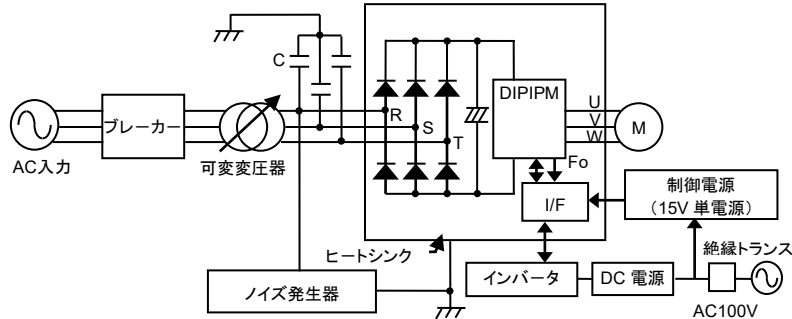 C
DIPIPM
U
V
W
M
R
S
T
Fo
ブレーカー
AC入力
可変変圧器
I/F
制御電源
(15V 単電源)
ヒートシンク
絶縁トランス
ノイズ発生器
インバータ
DC 電源
AC100V